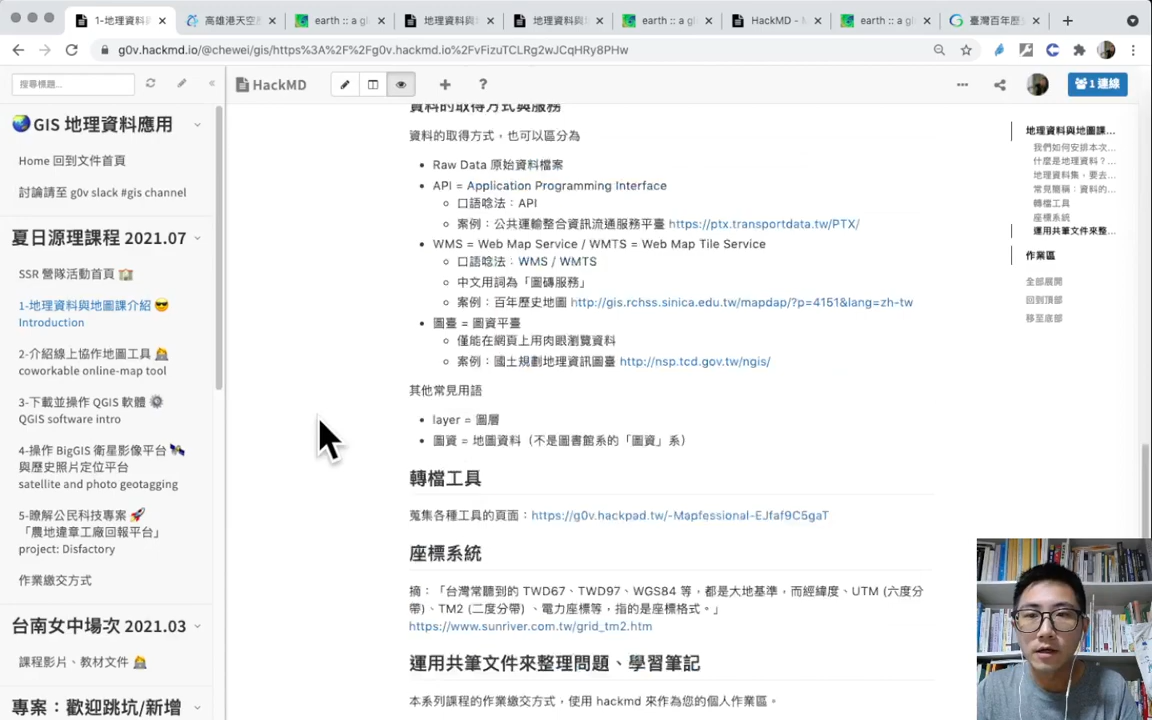 1-地理資料與
高雄港天空
earth :: a gl
地理資料與
地理資料與
earth :: a gl
HackMD - M
earth :: a gl
臺灣百年歷
g0v.hackmd.io/@chewei/gis/https%3A%2F%2Fg0v.hackmd.io%2FvFizuTCLRg2wJCqHRy8PHw
搜尋標題...
HackMD
1 連線
GIS 地理資料應用
Home 回到文件首頁
討論請至 g0v slack #gis channel
夏日源理課程 2021.07
SSR 營隊活動首頁
1-地理資料與地圖課介紹
Introduction
2-介紹線上協作地圖工具
coworkable online-map tool
3-下載並操作 QGIS 軟體
QGIS software intro
4-操作 BigGIS 衛星影像平台
與歷史照片定位平台
satellite and photo geotagging
5-瞭解公民科技專案
「農地違章工廠回報平台」
project: Disfactory
作業繳交方式
台南女中場次 2021.03
課程影片、教材文件
專案：歡迎跳坑/新增
資料的取得方式與服務
資料的取得方式，也可以區分為
Raw Data 原始資料檔案
API = Application Programming Interface
口語唸法：API
案例：公共運輸整合資訊流通服務平臺 https://ptx.transportdata.tw/PTX/
WMS = Web Map Service / WMTS = Web Map Tile Service
口語唸法：WMS / WMTS
中文用詞為「圖磚服務」
案例：百年歷史地圖 http://gis.rchss.sinica.edu.tw/mapdap/?p=4151&lang=zh-tw
圖臺 = 圖資平臺
僅能在網頁上用肉眼瀏覽資料
案例：國土規劃地理資訊圖臺 http://nsp.tcd.gov.tw/ngis/
其他常見用語
layer = 圖層
圖資 = 地圖資料（不是圖書館系的「圖資」系）
轉檔工具
蒐集各種工具的頁面：https://g0v.hackpad.tw/-Mapfessional-EJfaf9C5gaT
座標系統
摘：「台灣常聽到的 TWD67、TWD97、WGS84 等，都是大地基準，而經緯度、UTM (六度分
帶)、TM2 (二度分帶) 、電力座標等，指的是座標格式。」
https://www.sunriver.com.tw/grid_tm2.htm
運用共筆文件來整理問題、學習筆記
本系列課程的作業繳交方式，使用 hackmd 來作為您的個人作業區。
地理資料與地圖課...
我們如何安排本次...
什麼是地理資料？...
地理資料集，要去...
常見簡稱：資料的...
轉檔工具
座標系統
運用共筆文件來整...
作業區
全部展開
回到頂部
移至底部